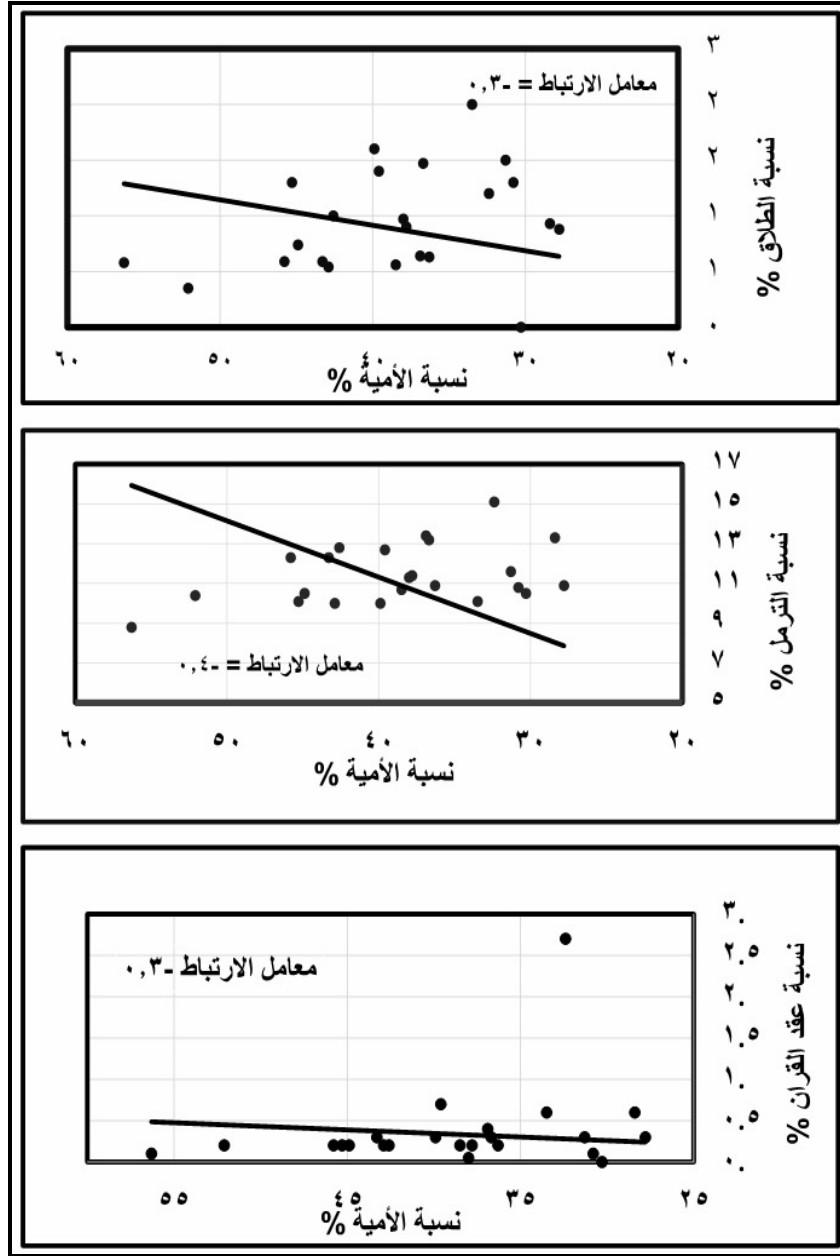 معامل الارتباط = -٠,٣
نسبة الطلاق %
٣
٢
٢
١
١
٠
٢٠ ٣٠ ٤٠ ٥٠ ٦٠
نسبة الأمية %
معامل الارتباط = -٠,٤
نسبة الترمل %
١٧
١٥
١٣
١١
٩
٧
٥
٢٠ ٣٠ ٤٠ ٥٠ ٦٠
نسبة الأمية %
معامل الارتباط -٠,٣
نسبة عقد القران %
٣.
٢.٥
٢.
١.٥
١.
٠.٥
٠.
٢٥ ٣٥ ٤٥ ٥٥
نسبة الأمية %